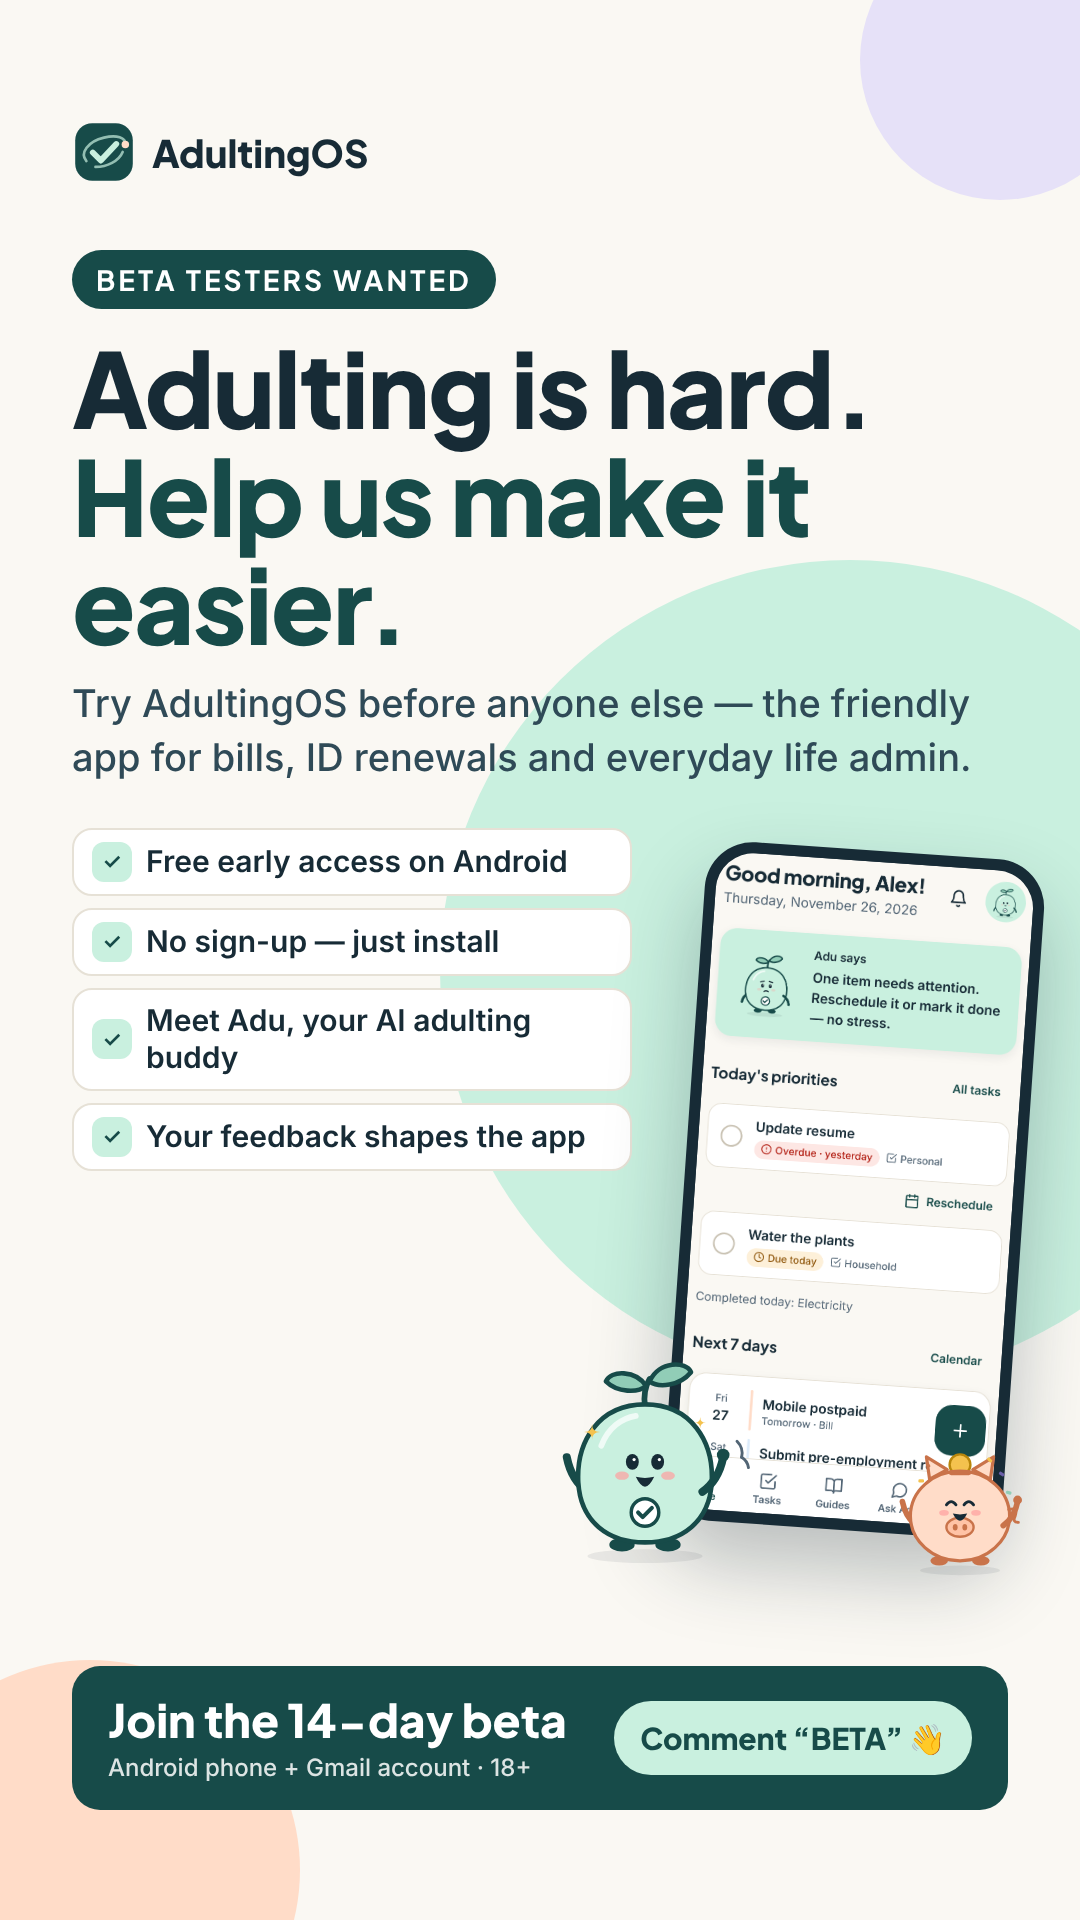 AdultingOS
BETA TESTERS WANTED
Adulting is hard.
Help us make it
easier.
Try AdultingOS before anyone else — the friendly
app for bills, ID renewals and everyday life admin.
Free early access on Android
No sign-up — just install
Meet Adu, your AI adulting
buddy
Your feedback shapes the app
Good morning, Alex!
Thursday, November 26, 2026
Adu says
One item needs attention.
Reschedule it or mark it done
— no stress.
Today's priorities
All tasks
Update resume
Overdue · yesterday
Personal
Reschedule
Water the plants
Due today
Household
Completed today: Electricity
Next 7 days
Calendar
Fri
27
Mobile postpaid
Tomorrow · Bill
Sat
Submit pre-employment
Tasks
Guides
Ask
Join the 14-day beta
Android phone + Gmail account · 18+
Comment “BETA” 👋